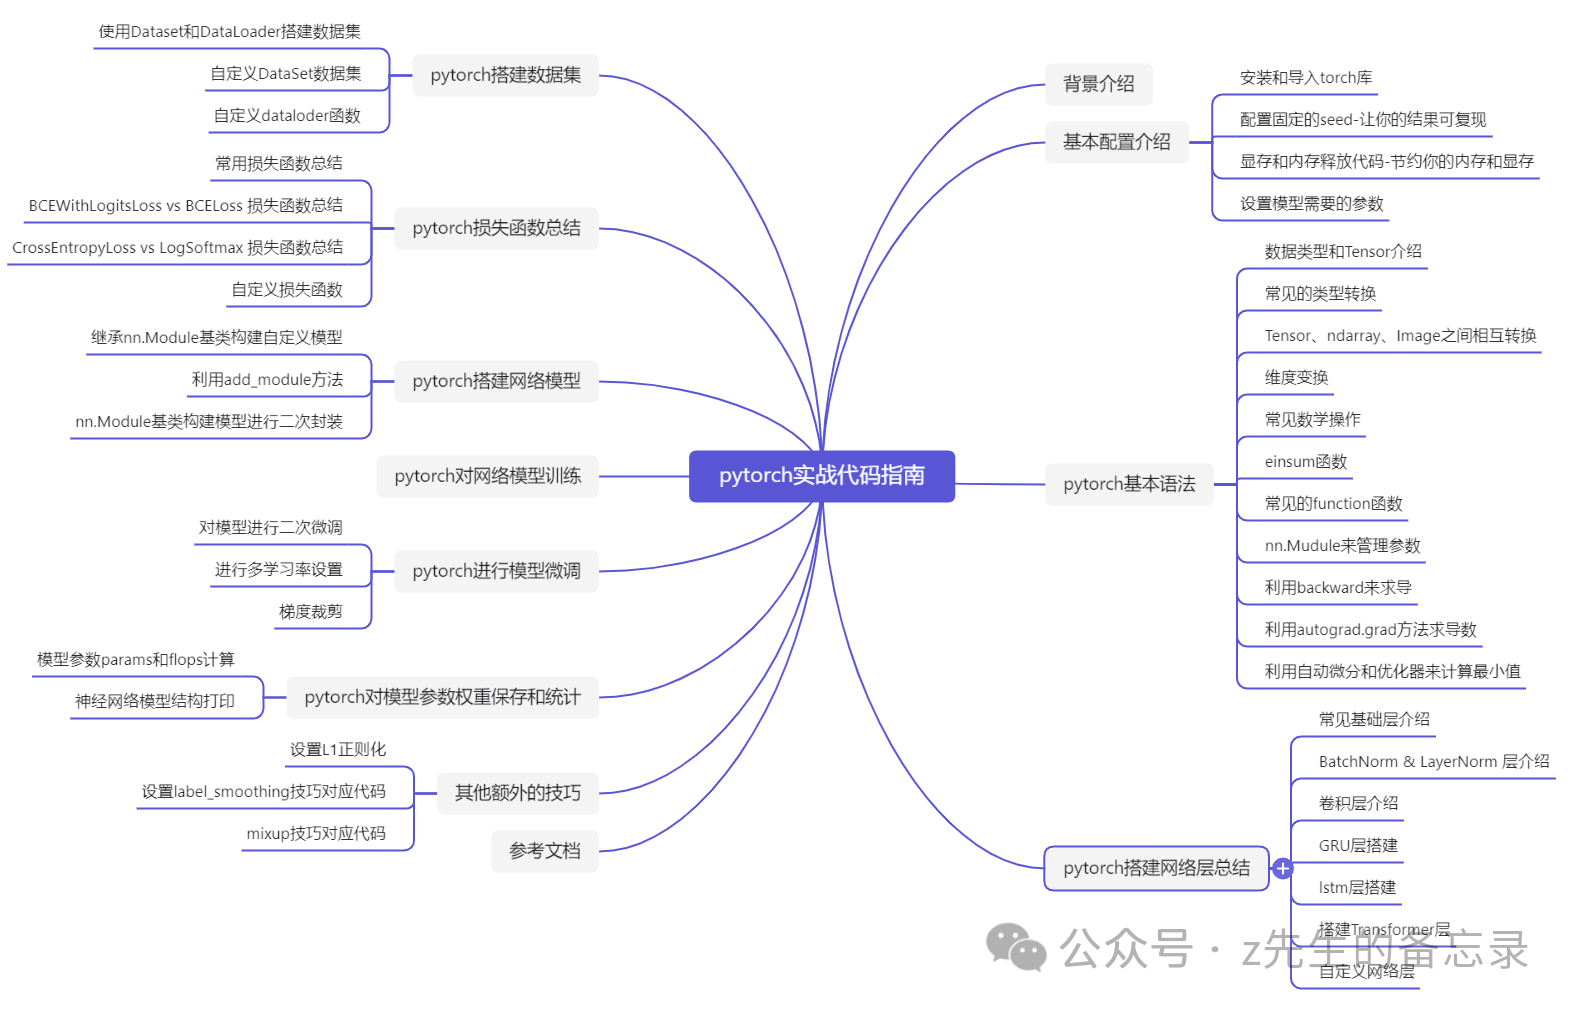 pytorch实战代码指南
背景介绍
基本配置介绍
安装和导入torch库
配置固定的seed-让你的结果可复现
显存和内存释放代码-节约你的内存和显存
设置模型需要的参数
pytorch基本语法
数据类型和Tensor介绍
常见的类型转换
Tensor、ndarray、Image之间相互转换
维度变换
常见数学操作
einsum函数
常见的function函数
nn.Mudule来管理参数
利用backward来求导
利用autograd.grad方法求导数
利用自动微分和优化器来计算最小值
pytorch搭建网络层总结
常见基础层介绍
BatchNorm & LayerNorm 层介绍
卷积层介绍
GRU层搭建
lstm层搭建
搭建Transformer层
自定义网络层
pytorch搭建数据集
使用Dataset和DataLoader搭建数据集
自定义DataSet数据集
自定义dataloder函数
pytorch损失函数总结
常用损失函数总结
BCEWithLogitsLoss vs BCELoss 损失函数总结
CrossEntropyLoss vs LogSoftmax 损失函数总结
自定义损失函数
pytorch搭建网络模型
继承nn.Module基类构建自定义模型
利用add_module方法
nn.Module基类构建模型进行二次封装
pytorch对网络模型训练
pytorch进行模型微调
对模型进行二次微调
进行多学习率设置
梯度裁剪
pytorch对模型参数权重保存和统计
模型参数params和flops计算
神经网络模型结构打印
其他额外的技巧
设置L1正则化
设置label_smoothing技巧对应代码
mixup技巧对应代码
参考文档
公众号 · z先生的备忘录